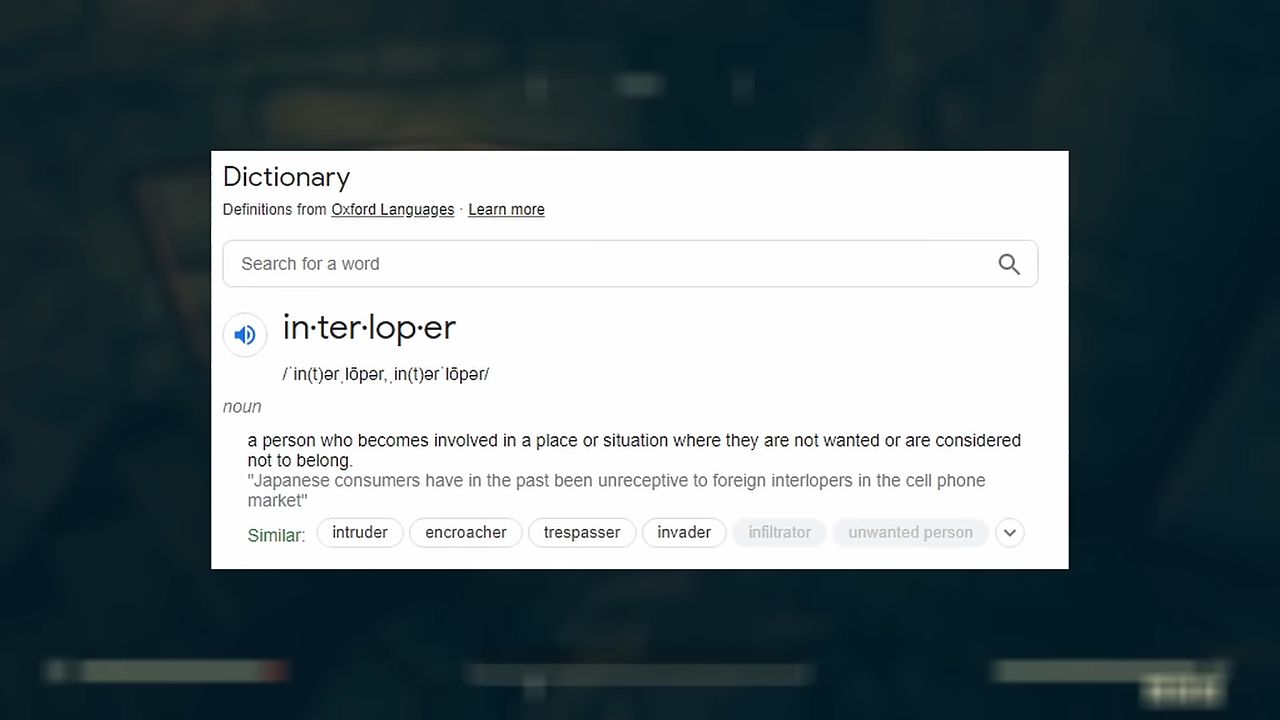 Dictionary
Definitions from Oxford Languages · Learn more
Search for a word
in·ter·lop·er
/ˈin(t)ərˌlōpər,ˌin(t)ərˈlōpər/
noun
a person who becomes involved in a place or situation where they are not wanted or are considered
not to belong.
"Japanese consumers have in the past been unreceptive to foreign interlopers in the cell phone
market"
Similar: intruder encroacher trespasser invader infiltrator unwanted person